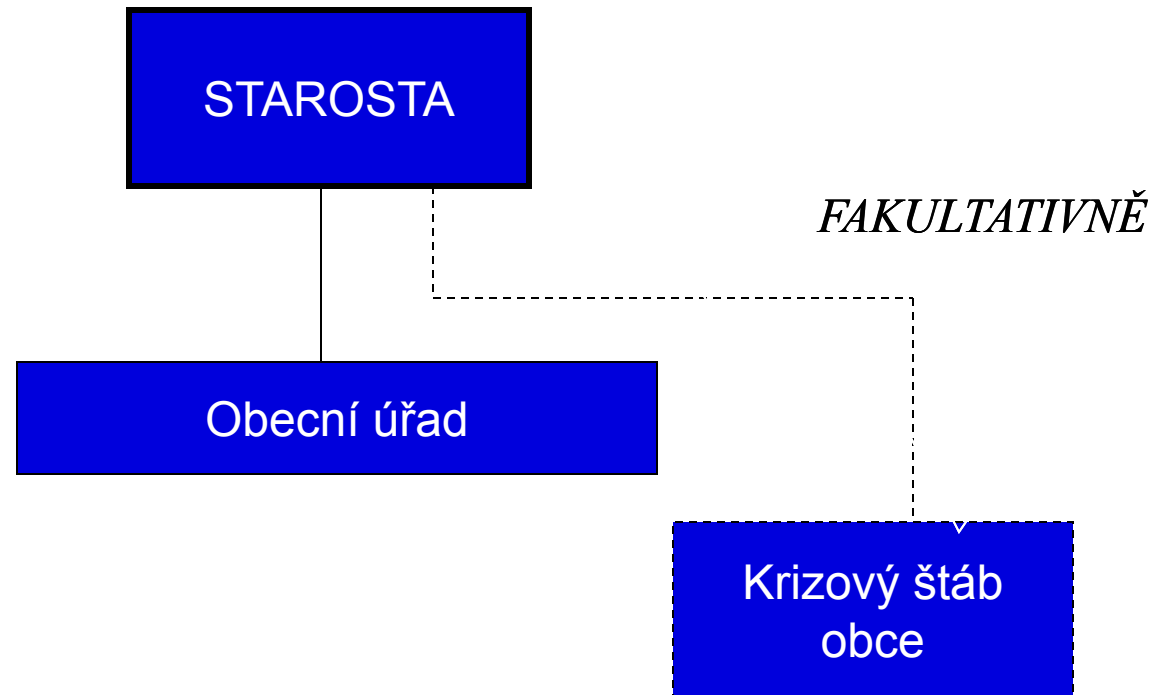 STAROSTA
FAKULTATIVNĚ
Obecní úřad
Krizový štáb
obce